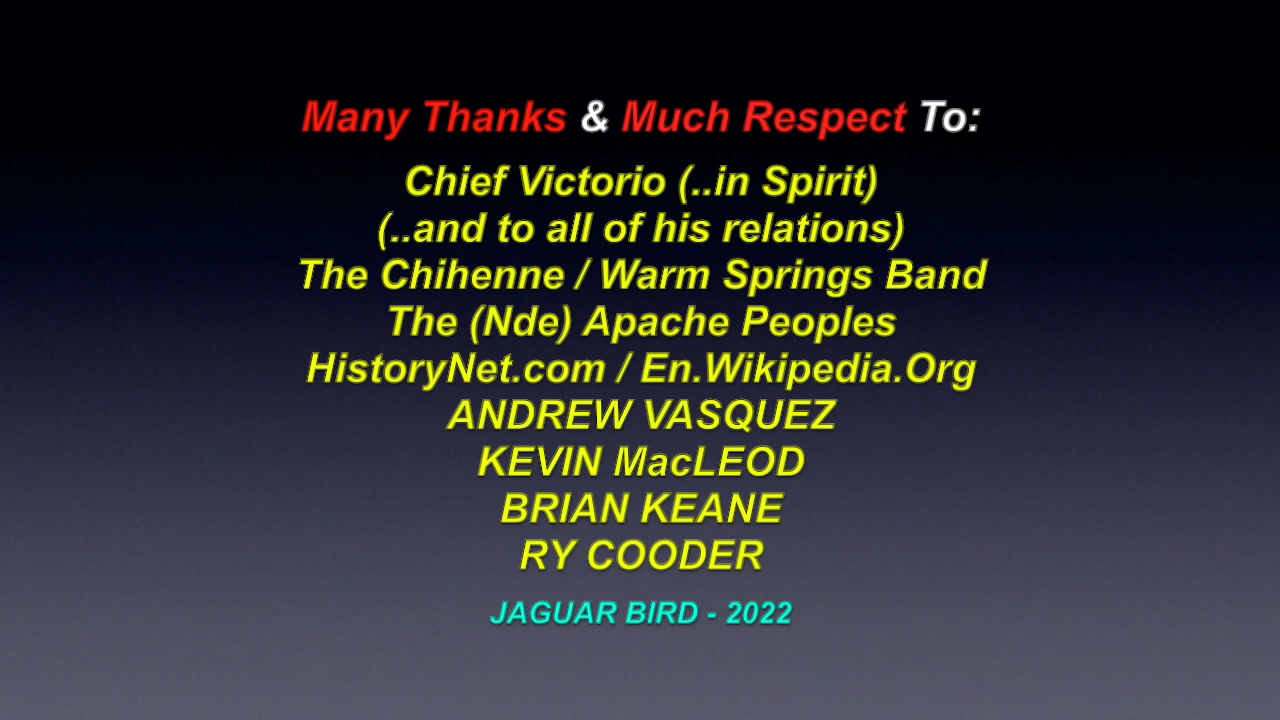 Many Thanks & Much Respect To:
Chief Victorio (..in Spirit)
(..and to all of his relations)
The Chihenne / Warm Springs Band
The (Nde) Apache Peoples
HistoryNet.com / En.Wikipedia.Org
ANDREW VASQUEZ
KEVIN MacLEOD
BRIAN KEANE
RY COODER
JAGUAR BIRD - 2022